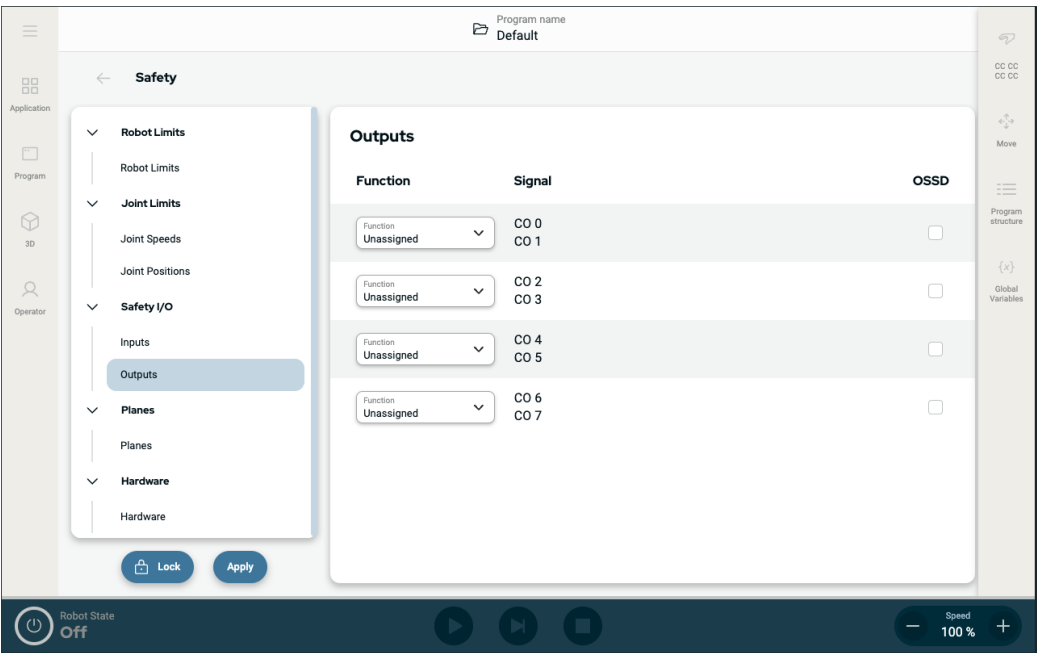 Program name
Default
Application
Program
3D
Operator
Safety
Robot Limits
Robot Limits
Joint Limits
Joint Speeds
Joint Positions
Safety I/O
Inputs
Outputs
Planes
Planes
Hardware
Hardware
Lock
Apply
Outputs
Function Signal OSSD
Function
Unassigned
CO 0
CO 1
Function
Unassigned
CO 2
CO 3
Function
Unassigned
CO 4
CO 5
Function
Unassigned
CO 6
CO 7
CC CC
CC CC
Move
Program
structure
{x}
Global
Variables
Robot State
Off
Speed
100 %